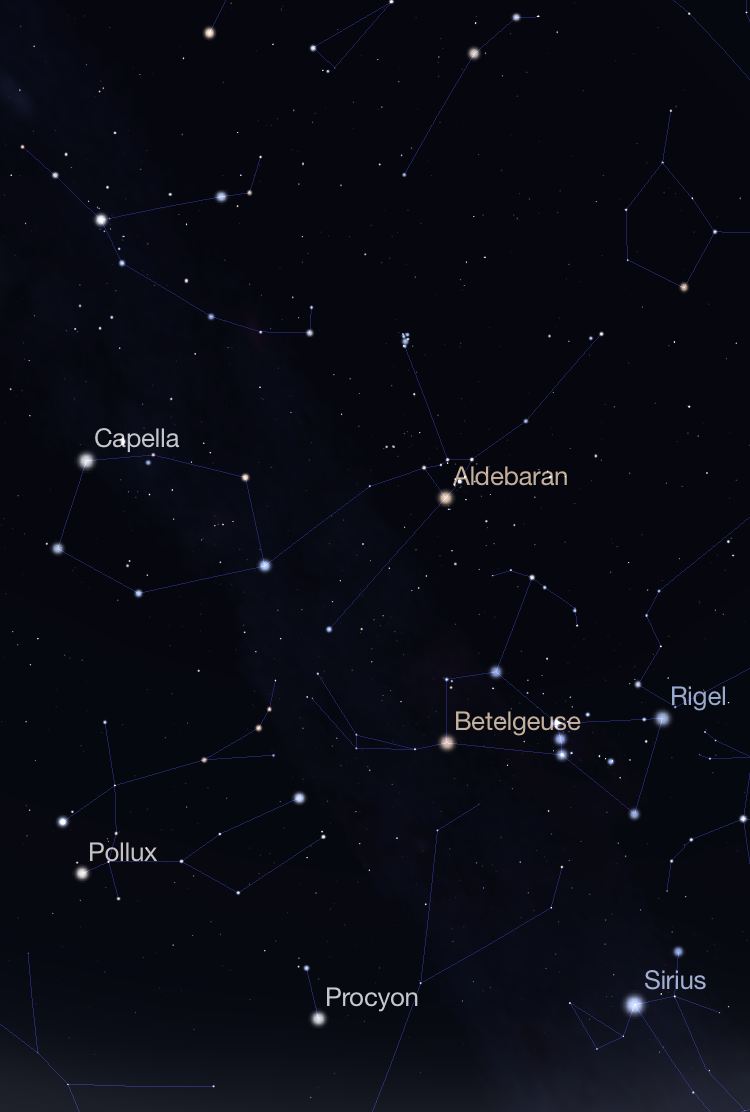 Capella
Aldebaran
Rigel
Betelgeuse
Pollux
Sirius
Procyon